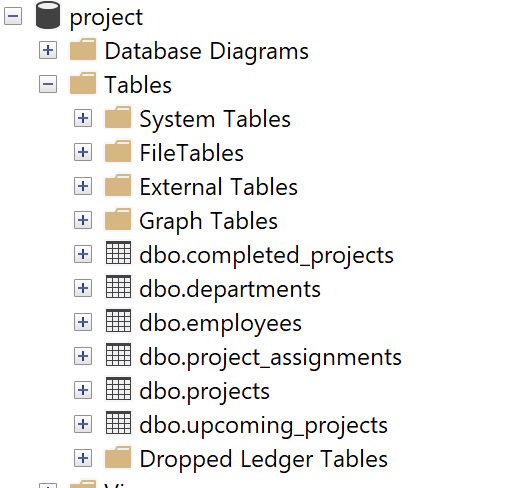 project
Database Diagrams
Tables
System Tables
FileTables
External Tables
Graph Tables
dbo.completed_projects
dbo.departments
dbo.employees
dbo.project_assignments
dbo.projects
dbo.upcoming_projects
Dropped Ledger Tables